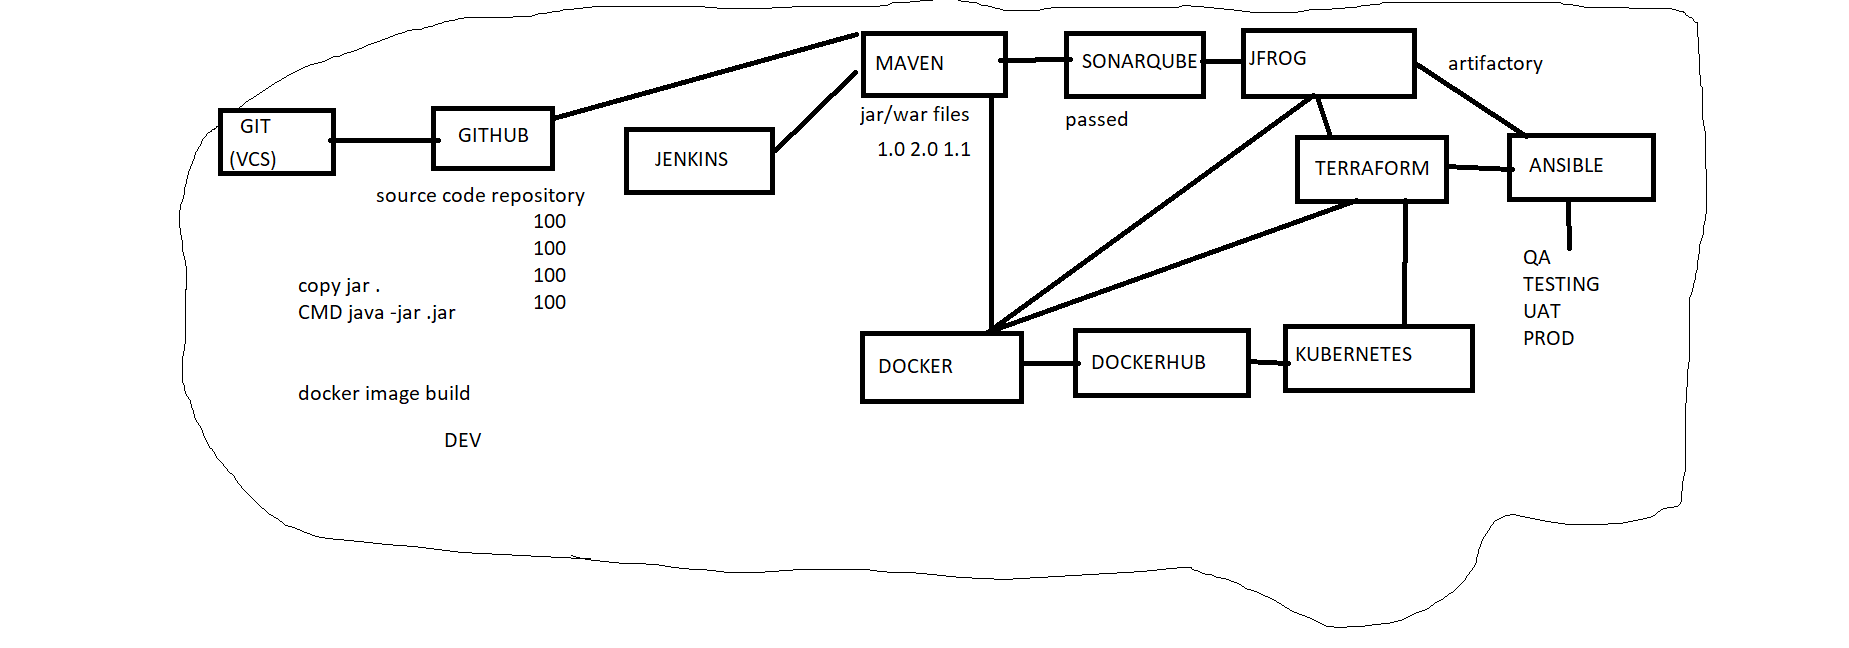 GIT
(VCS)
GITHUB
source code repository
100
100
100
100
copy jar .
CMD java -jar .jar
docker image build
DEV
JENKINS
MAVEN
jar/war files
1.0 2.0 1.1
SONARQUBE
passed
JFROG
artifactory
TERRAFORM
ANSIBLE
QA
TESTING
UAT
PROD
DOCKER
DOCKERHUB
KUBERNETES